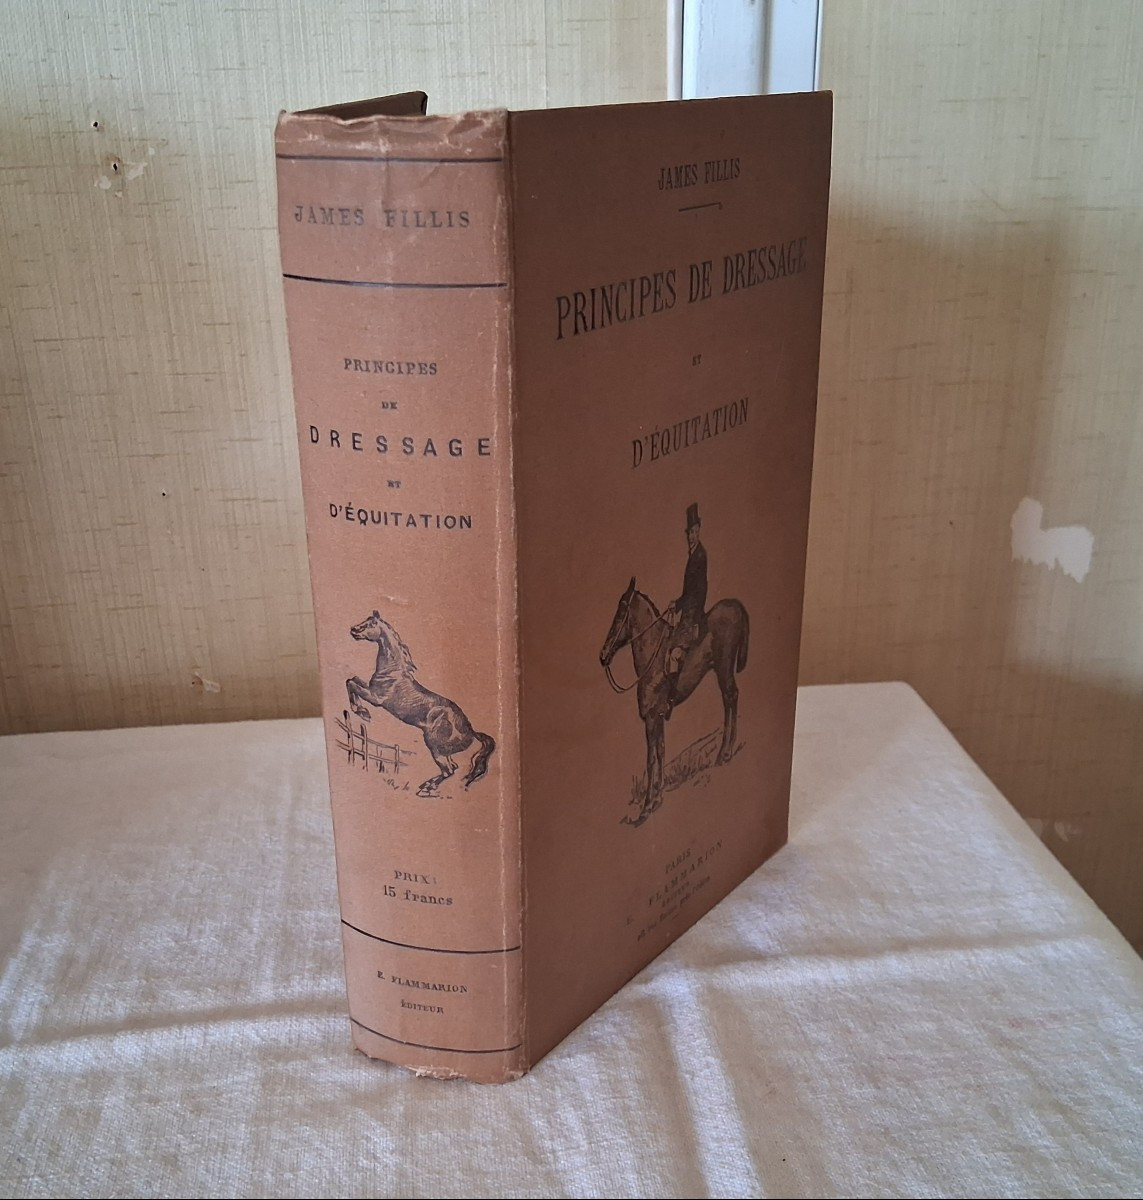 JAMES FILLIS
PRINCIPES
DE
DRESSAGE
ET
D'ÉQUITATION
PRIX:
15 francs
E. FLAMMARION
ÉDITEUR
JAMES FILLIS
PRINCIPES DE DRESSAGE
ET
D'ÉQUITATION
PARIS
E. FLAMMARION